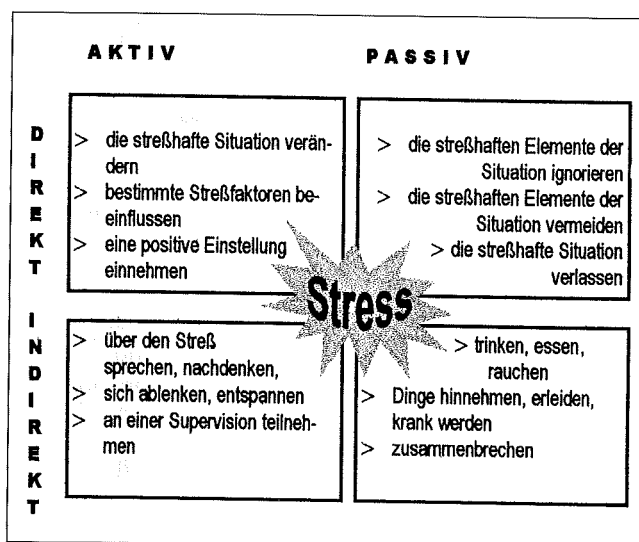 AKTIV
PASSIV
DIREKT
> die streßhafte Situation verän-
dern
> bestimmte Streßfaktoren be-
einflussen
> eine positive Einstellung
einnehmen
> die streßhaften Elemente der
Situation ignorieren
> die streßhaften Elemente der
Situation vermeiden
> die streßhafte Situation
verlassen
Stress
INDIREKT
> über den Streß
sprechen, nachdenken,
> sich ablenken, entspannen
> an einer Supervision teilneh-
men
> trinken, essen,
rauchen
> Dinge hinnehmen, erleiden,
krank werden
> zusammenbrechen